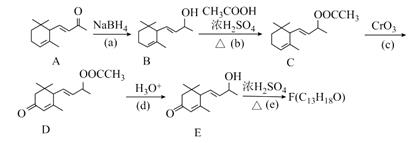 O
NaBH4
(a)
OH
CH3COOH
浓H2SO4
△ (b)
OOCCH3
CrO3
(c)
A
B
C
OOCCH3
O
H3O+
(d)
OH
O
浓H2SO4
△ (e)
F(C13H18O)
D
E